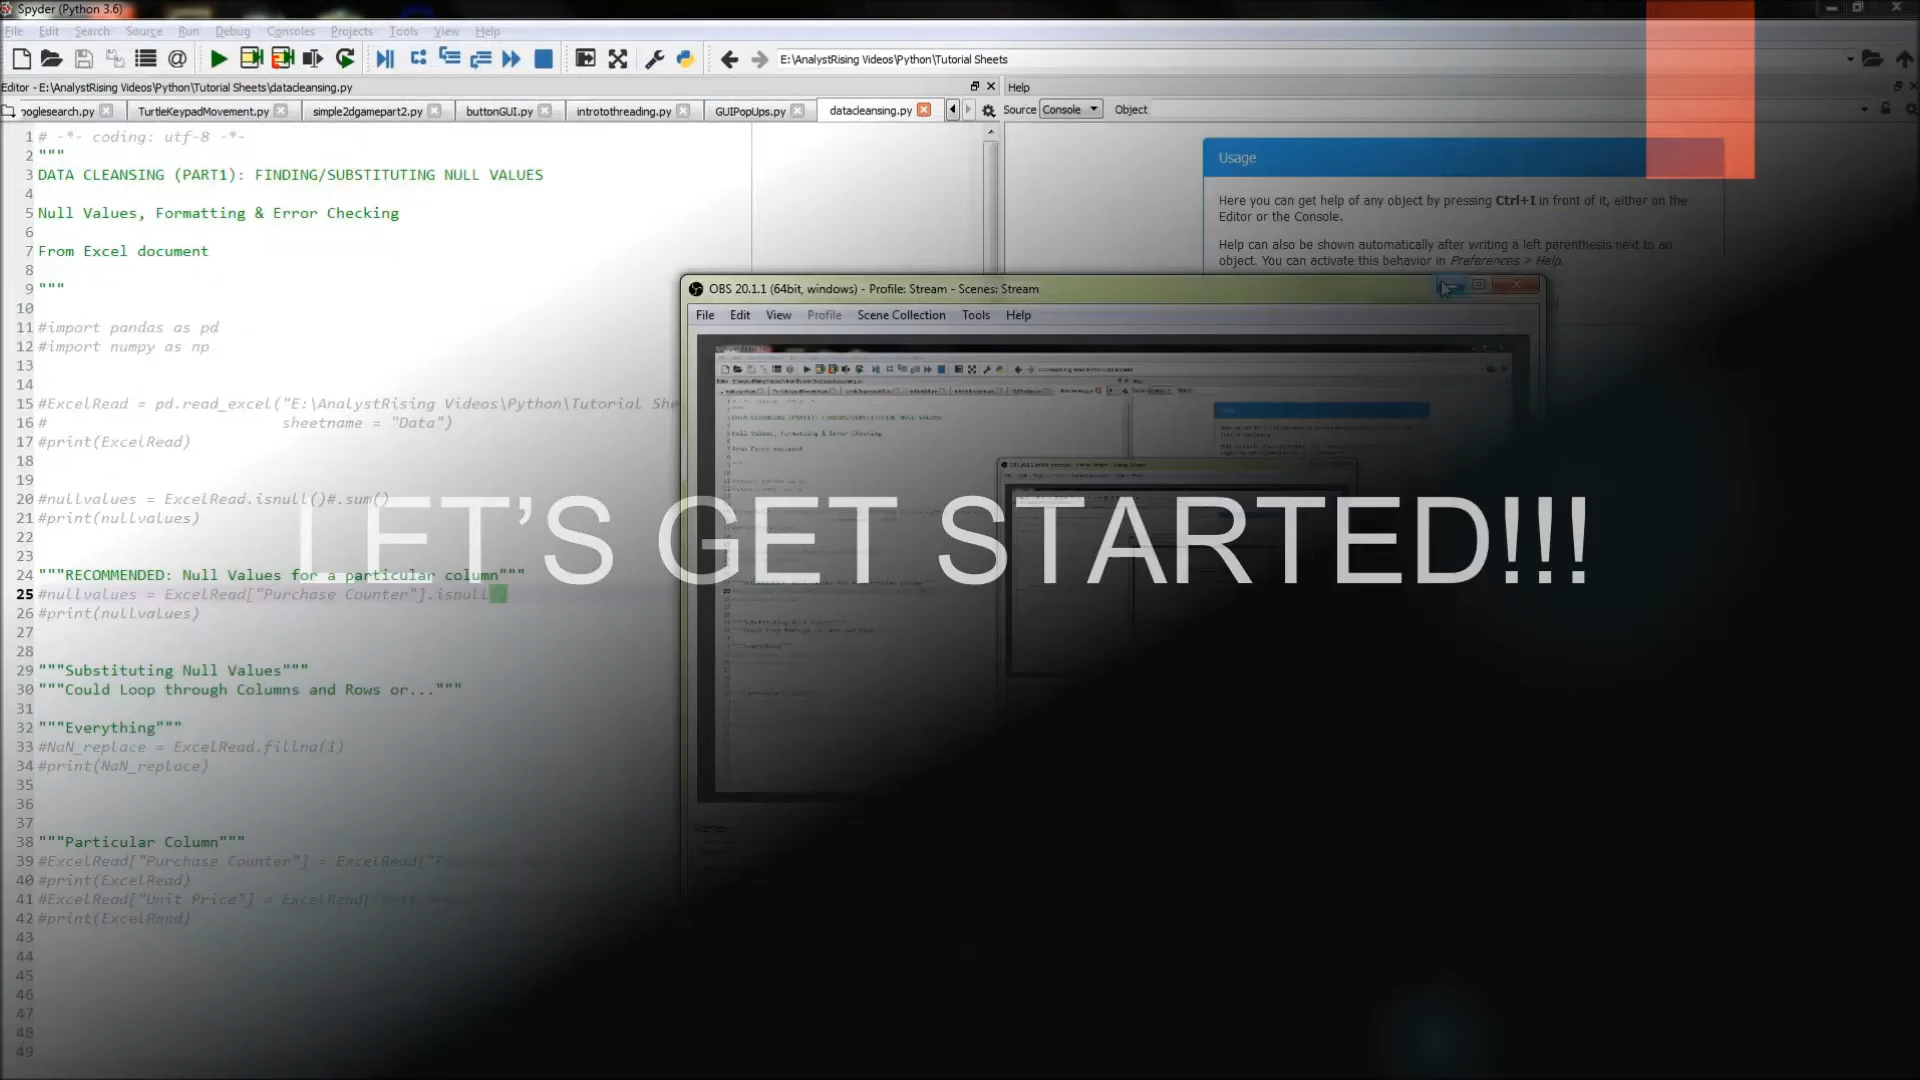 Spyder (Python 3.6)
File Edit Search Source Run Debug Consoles Projects Tools View Help
E:\AnalystRising Videos\Python\Tutorial Sheets
Editor - E:\AnalystRising Videos\Python\Tutorial Sheets\datacleansing.py
Help
ooglesearch.py TurtleKeypadMovement.py simple2dgamepart2.py buttonGUI.py introtothreading.py GUIPopUps.py datacleansing.py
Source Console Object
1 # -*- coding: utf-8 -*-
2 """
3 DATA CLEANSING (PART1): FINDING/SUBSTITUTING NULL VALUES
4
5 Null Values, Formatting & Error Checking
6
7 From Excel document
8
9 """
10
11 #import pandas as pd
12 #import numpy as np
13
14
15 #ExcelRead = pd.read_excel("E:\AnalystRising Videos\Python\Tutorial She
16 # sheetname = "Data")
17 #print(ExcelRead)
18
19
20 #nullvalues = ExcelRead.isnull()#.sum()
21 #print(nullvalues)
22
23
24 """RECOMMENDED: Null Values for a particular column"""
25 #nullvalues = ExcelRead["Purchase Counter"].isnull()
26 #print(nullvalues)
27
28
29 """Substituting Null Values"""
30 """Could Loop through Columns and Rows or..."""
31
32 """Everything"""
33 #NaN_replace = ExcelRead.fillna(1)
34 #print(NaN_replace)
35
36
37
38 """Particular Column"""
39 #ExcelRead["Purchase Counter"] = ExcelRead["P
40 #print(ExcelRead)
41 #ExcelRead["Unit Price"] = ExcelRead["Unit
42 #print(ExcelRead)
43
44
45
46
47
48
49
Usage
Here you can get help of any object by pressing Ctrl+I in front of it, either on the
Editor or the Console.
Help can also be shown automatically after writing a left parenthesis next to an
object. You can activate this behavior in Preferences > Help.
OBS 20.1.1 (64bit, windows) - Profile: Stream - Scenes: Stream
File Edit View Profile Scene Collection Tools Help
LET’S GET STARTED!!!